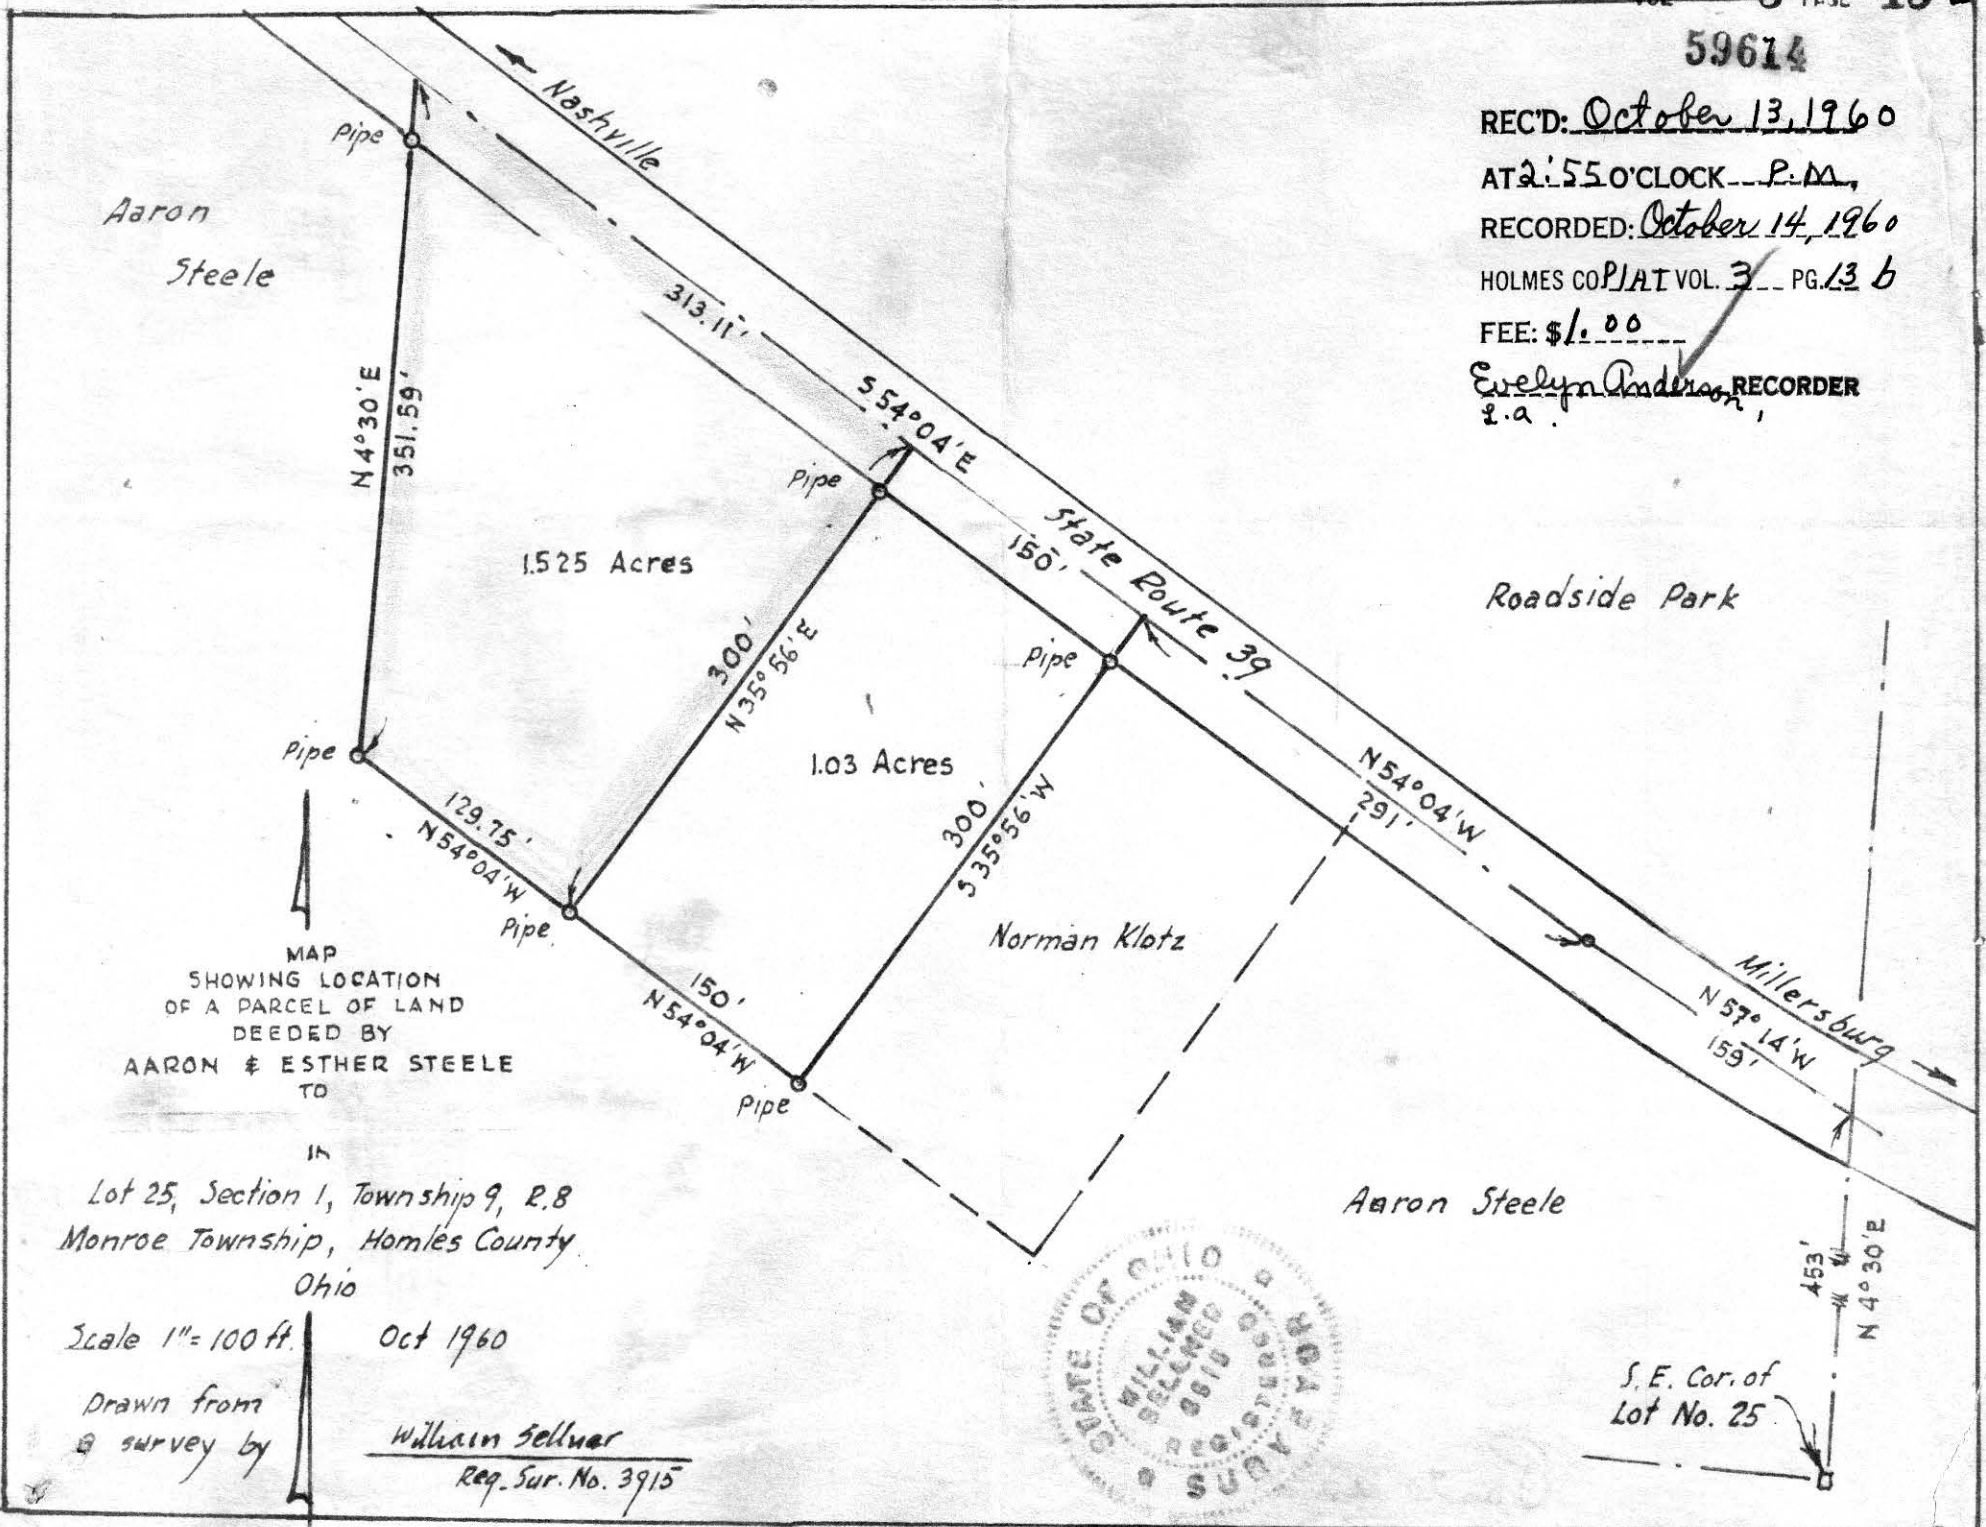 59614
REC'D: October 13, 1960
AT 2:55 O'CLOCK P.M.
RECORDED: October 14, 1960
HOLMES CO PLAT VOL. 3 PG. 13 b
FEE: $1.00
Evelyn Anderson, RECORDER
Nashville
Pipe
Aaron
Steele
313.11'
N 4°30' E
351.59'
S 54°04' E
Pipe
State Route 39
150'
1.525 Acres
Roadside Park
300'
N 35°56' E
Pipe
1.03 Acres
Pipe
300'
S 35°56' W
N 54°04' W
291'
129.75'
N 54°04' W
Pipe
Norman Klotz
150'
N 54°04' W
Pipe
Millersburg
N 57°14' W
159'
MAP
SHOWING LOCATION
OF A PARCEL OF LAND
DEEDED BY
AARON & ESTHER STEELE
TO
IN
Lot 25, Section 1, Township 9, R.8
Monroe Township, Homles County
Ohio
Scale 1"= 100 ft.
Oct 1960
Drawn from
a survey by
William Sellner
Reg. Sur. No. 3915
Aaron Steele
453'
N 4°30' E
S.E. Cor. of
Lot No. 25
STATE OF OHIO
WILLIAM
REGISTERED